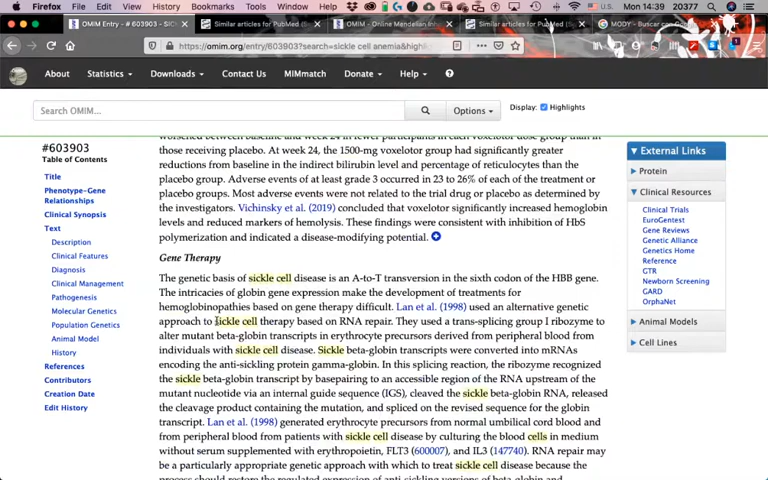 Firefox File Edit View History Bookmarks Tools Window Help
Mon 14:39 20377
OMIM Entry - # 603903 - SIC
Similar articles for PubMed (
OMIM - Online Mendelian Inh
Similar articles for PubMed (S
MODY - Buscar con Goo
https://omim.org/entry/603903?search=sickle cell anemia&high
About Statistics Downloads Contact Us MIMmatch Donate Help
Search OMIM... Options Display: Highlights
#603903
Table of Contents
Title
Phenotype-Gene
Relationships
Clinical Synopsis
Text
Description
Clinical Features
Diagnosis
Clinical Management
Pathogenesis
Molecular Genetics
Population Genetics
Animal Model
History
References
Contributors
Creation Date
Edit History
worsened between baseline and week 24 in fewer participants in each voxelotor dose group than in
those receiving placebo. At week 24, the 1500-mg voxelotor group had significantly greater
reductions from baseline in the indirect bilirubin level and percentage of reticulocytes than the
placebo group. Adverse events of at least grade 3 occurred in 23 to 26% of each of the treatment or
placebo groups. Most adverse events were not related to the trial drug or placebo as determined by
the investigators. Vichinsky et al. (2019) concluded that voxelotor significantly increased hemoglobin
levels and reduced markers of hemolysis. These findings were consistent with inhibition of HbS
polymerization and indicated a disease-modifying potential.
Gene Therapy
The genetic basis of sickle cell disease is an A-to-T transversion in the sixth codon of the HBB gene.
The intricacies of globin gene expression make the development of treatments for
hemoglobinopathies based on gene therapy difficult. Lan et al. (1998) used an alternative genetic
approach to sickle cell therapy based on RNA repair. They used a trans-splicing group I ribozyme to
alter mutant beta-globin transcripts in erythrocyte precursors derived from peripheral blood from
individuals with sickle cell disease. Sickle beta-globin transcripts were converted into mRNAs
encoding the anti-sickling protein gamma-globin. In this splicing reaction, the ribozyme recognized
the sickle beta-globin transcript by basepairing to an accessible region of the RNA upstream of the
mutant nucleotide via an internal guide sequence (IGS), cleaved the sickle beta-globin RNA, released
the cleavage product containing the mutation, and spliced on the revised sequence for the globin
transcript. Lan et al. (1998) generated erythrocyte precursors from normal umbilical cord blood and
from peripheral blood from patients with sickle cell disease by culturing the blood cells in medium
without serum supplemented with erythropoietin, FLT3 (600007), and IL3 (147740). RNA repair may
be a particularly appropriate genetic approach with which to treat sickle cell disease because the
process should restore the regulated expression of anti-sickling versions of beta-globin and
External Links
Protein
Clinical Resources
Clinical Trials
EuroGentest
Gene Reviews
Genetic Alliance
Genetics Home
Reference
GTR
Newborn Screening
GARD
OrphaNet
Animal Models
Cell Lines